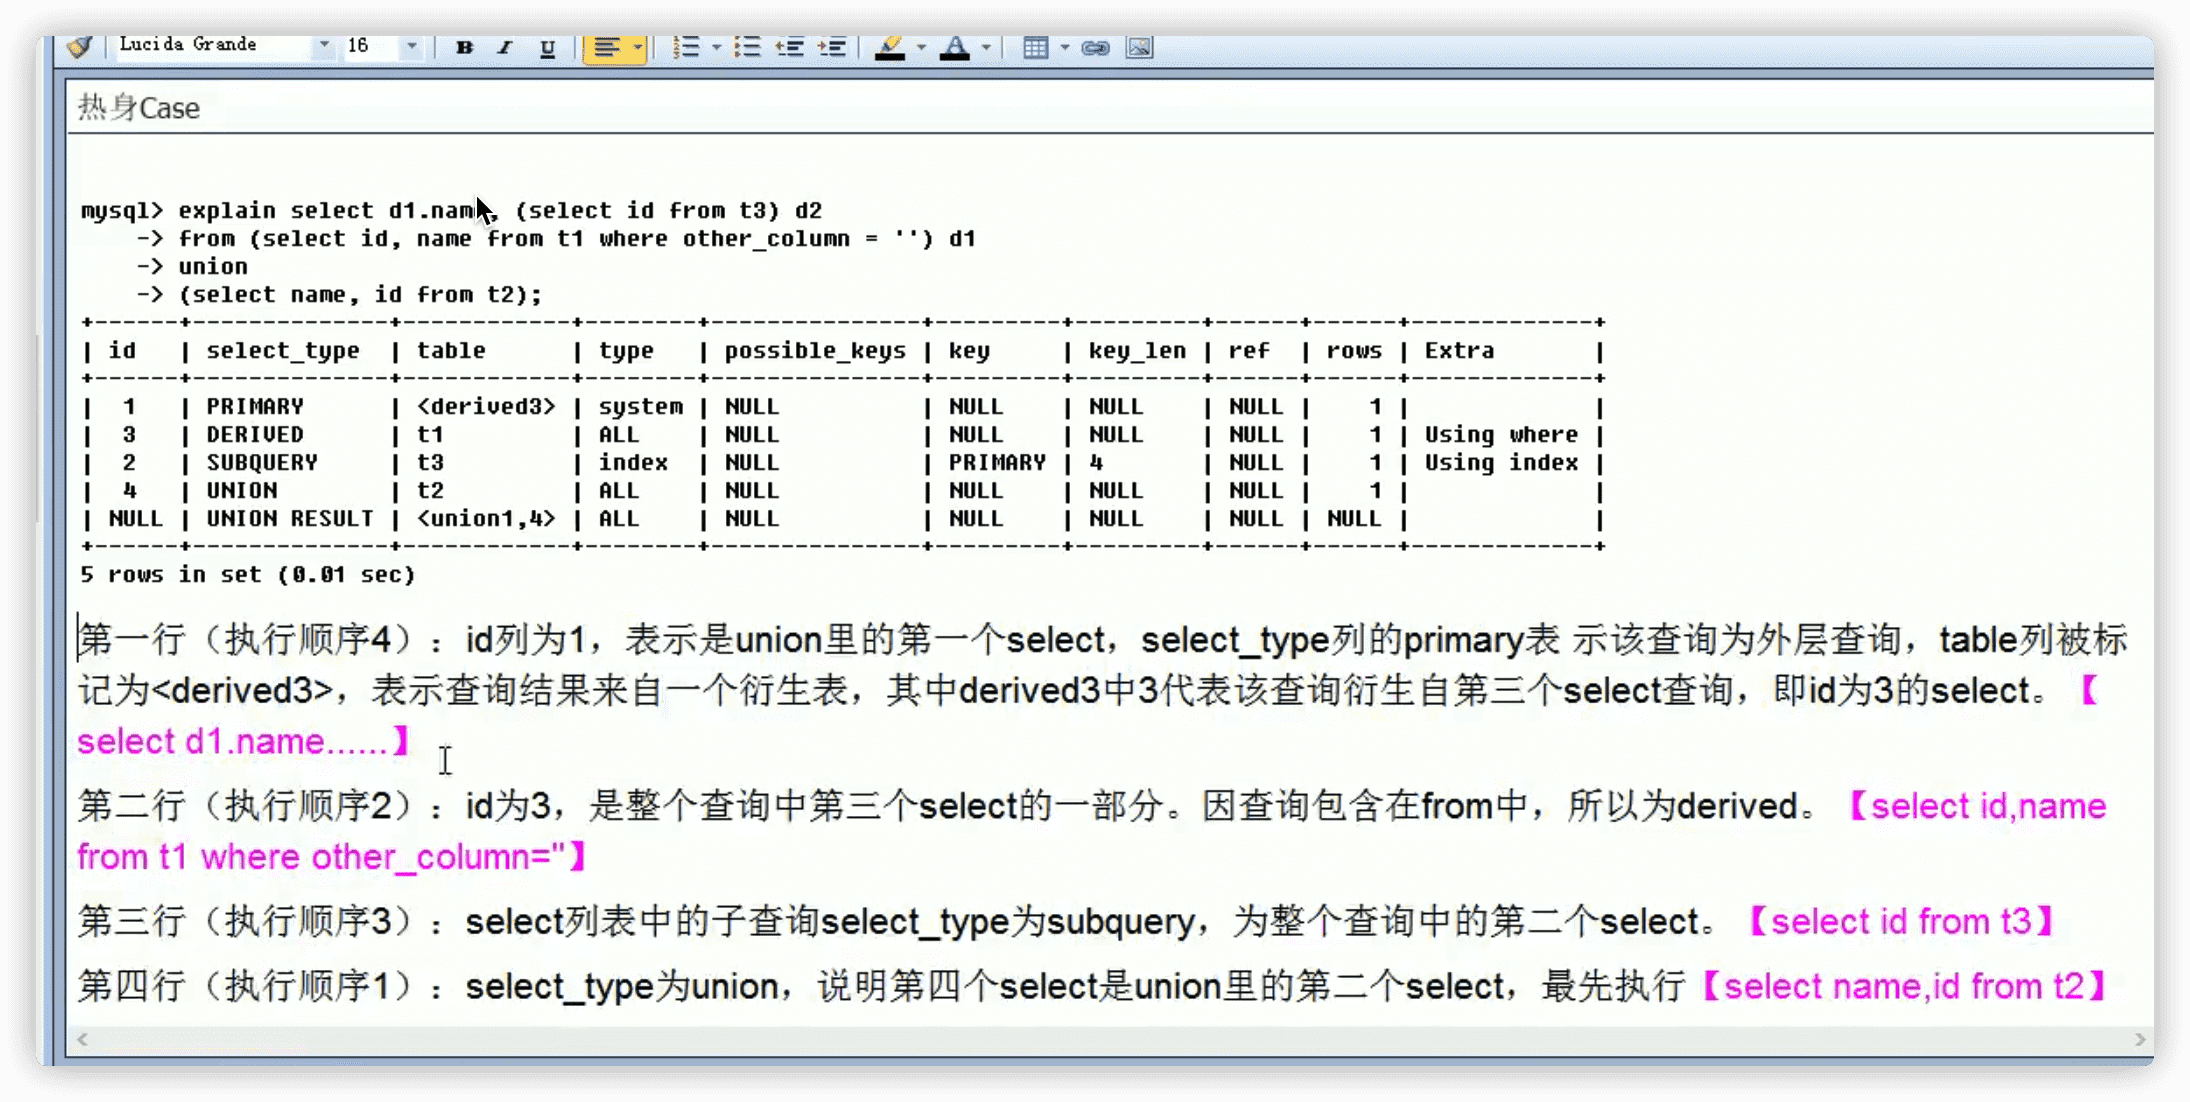 Lucida Grande 16 B I U A
热身Case
mysql> explain select d1.name, (select id from t3) d2
    -> from (select id, name from t1 where other_column = '') d1
    -> union
    -> (select name, id from t2);
+------+--------------+------------+--------+---------------+---------+---------+------+------+-------------+
| id   | select_type  | table      | type   | possible_keys | key     | key_len | ref  | rows | Extra       |
+------+--------------+------------+--------+---------------+---------+---------+------+------+-------------+
|  1   | PRIMARY      | <derived3> | system | NULL          | NULL    | NULL    | NULL |    1 |             |
|  3   | DERIVED      | t1         | ALL    | NULL          | NULL    | NULL    | NULL |    1 | Using where |
|  2   | SUBQUERY     | t3         | index  | NULL          | PRIMARY | 4       | NULL |    1 | Using index |
|  4   | UNION        | t2         | ALL    | NULL          | NULL    | NULL    | NULL |    1 |             |
| NULL | UNION RESULT | <union1,4> | ALL    | NULL          | NULL    | NULL    | NULL | NULL |             |
+------+--------------+------------+--------+---------------+---------+---------+------+------+-------------+
5 rows in set (0.01 sec)
第一行（执行顺序4）：id列为1，表示是union里的第一个select，select_type列的primary表 示该查询为外层查询，table列被标
记为<derived3>，表示查询结果来自一个衍生表，其中derived3中3代表该查询衍生自第三个select查询，即id为3的select。【
select d1.name......】
第二行（执行顺序2）：id为3，是整个查询中第三个select的一部分。因查询包含在from中，所以为derived。【select id,name
from t1 where other_column=''】
第三行（执行顺序3）：select列表中的子查询select_type为subquery，为整个查询中的第二个select。【select id from t3】
第四行（执行顺序1）：select_type为union，说明第四个select是union里的第二个select，最先执行【select name,id from t2】